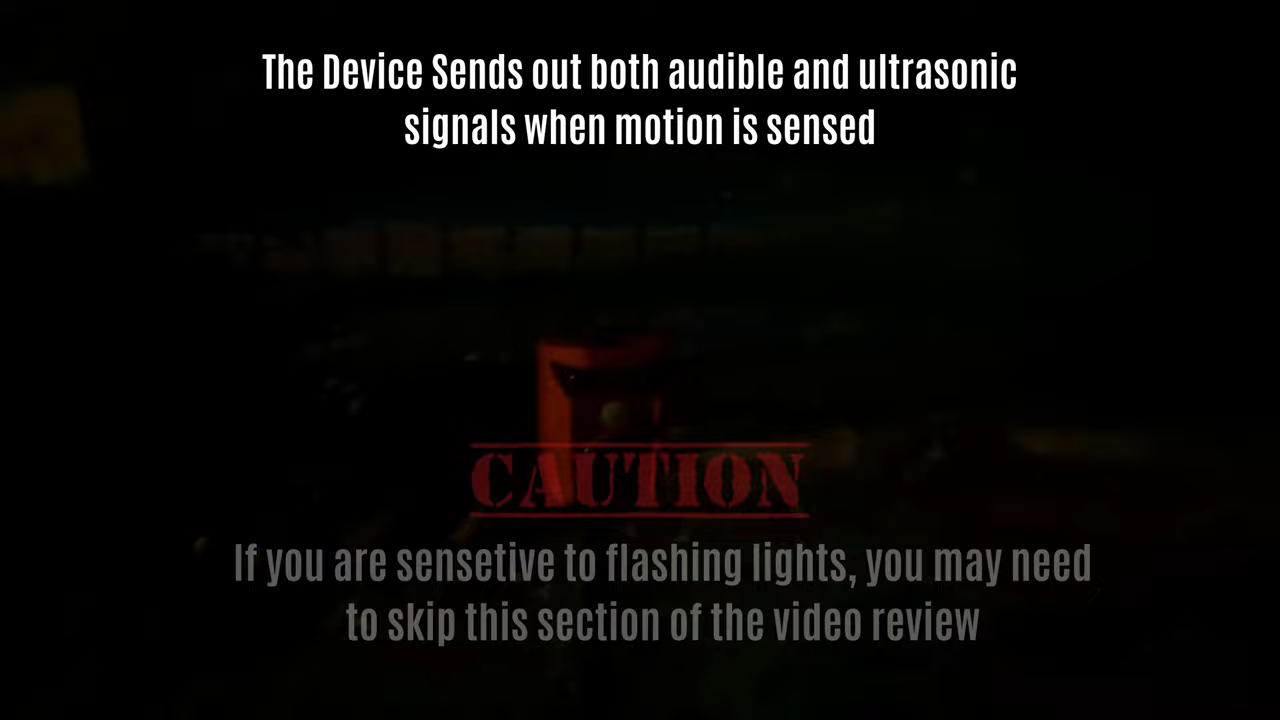 The Device Sends out both audible and ultrasonic
signals when motion is sensed
CAUTION
If you are sensetive to flashing lights, you may need
to skip this section of the video review